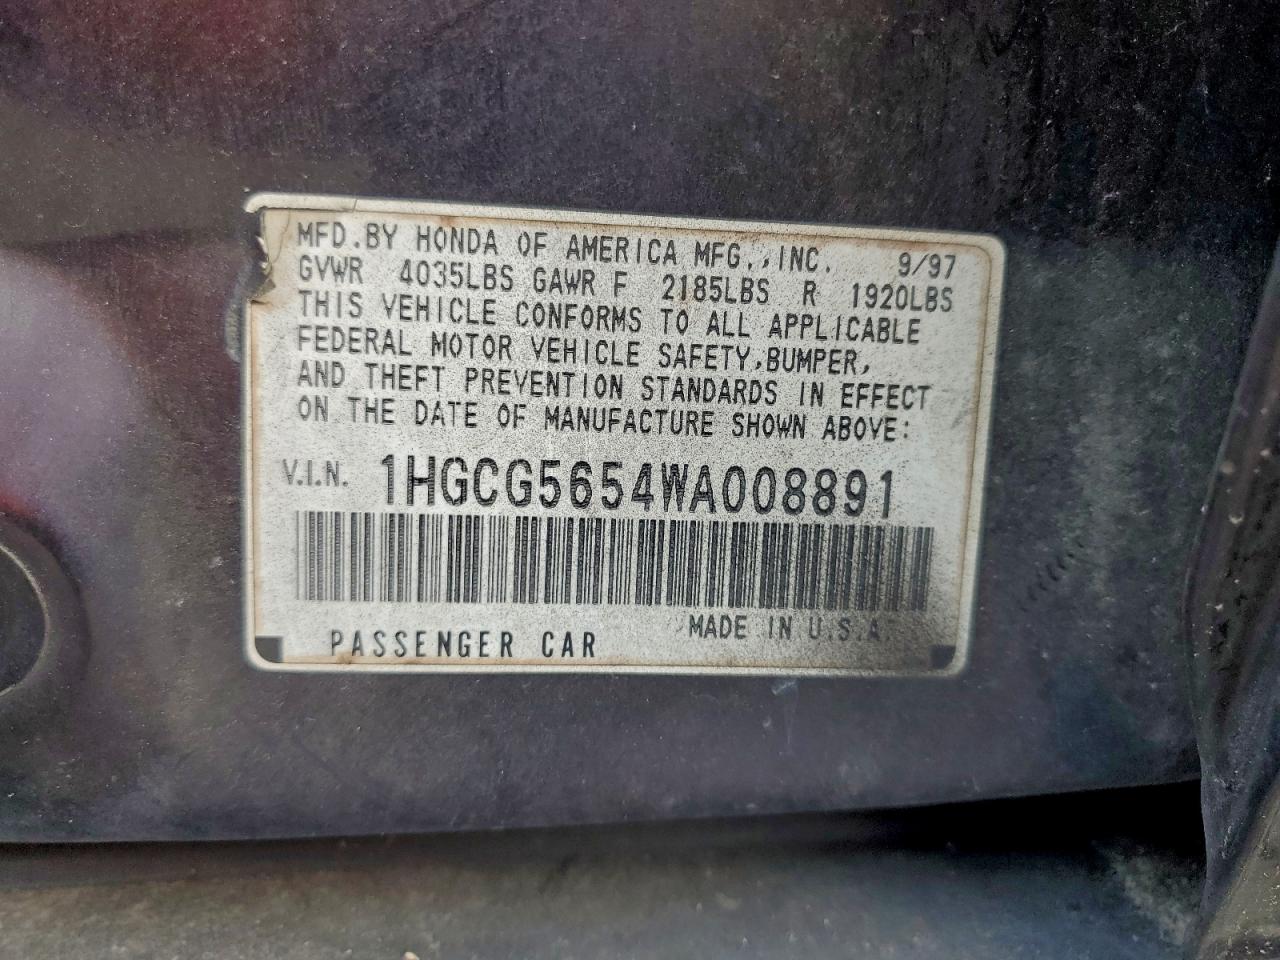 MFD.BY HONDA OF AMERICA MFG.,INC. 9/97
GVWR 4035LBS GAWR F 2185LBS R 1920LBS
THIS VEHICLE CONFORMS TO ALL APPLICABLE
FEDERAL MOTOR VEHICLE SAFETY,BUMPER,
AND THEFT PREVENTION STANDARDS IN EFFECT
ON THE DATE OF MANUFACTURE SHOWN ABOVE:
V.I.N. 1HGCG5654WA008891
PASSENGER CAR MADE IN U.S.A.